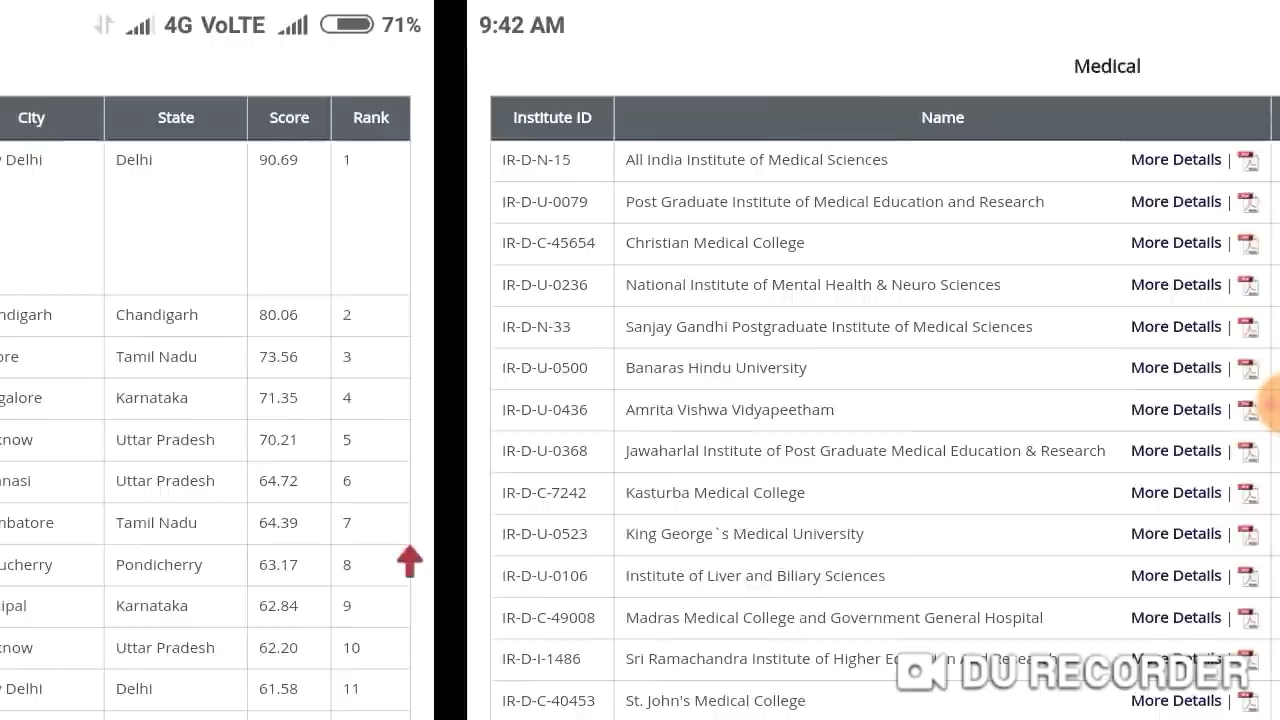 4G VoLTE 71%
City State Score Rank
Delhi Delhi 90.69 1
ndigarh Chandigarh 80.06 2
ore Tamil Nadu 73.56 3
galore Karnataka 71.35 4
know Uttar Pradesh 70.21 5
nasi Uttar Pradesh 64.72 6
mbatore Tamil Nadu 64.39 7
ucherry Pondicherry 63.17 8
ipal Karnataka 62.84 9
know Uttar Pradesh 62.20 10
Delhi Delhi 61.58 11
9:42 AM
Medical
Institute ID Name
IR-D-N-15 All India Institute of Medical Sciences More Details |
IR-D-U-0079 Post Graduate Institute of Medical Education and Research More Details |
IR-D-C-45654 Christian Medical College More Details |
IR-D-U-0236 National Institute of Mental Health & Neuro Sciences More Details |
IR-D-N-33 Sanjay Gandhi Postgraduate Institute of Medical Sciences More Details |
IR-D-U-0500 Banaras Hindu University More Details |
IR-D-U-0436 Amrita Vishwa Vidyapeetham More Details |
IR-D-U-0368 Jawaharlal Institute of Post Graduate Medical Education & Research More Details |
IR-D-C-7242 Kasturba Medical College More Details |
IR-D-U-0523 King George`s Medical University More Details |
IR-D-U-0106 Institute of Liver and Biliary Sciences More Details |
IR-D-C-49008 Madras Medical College and Government General Hospital More Details |
IR-D-I-1486 Sri Ramachandra Institute of Higher
DU RECORDER
IR-D-C-40453 St. John's Medical College More Details |